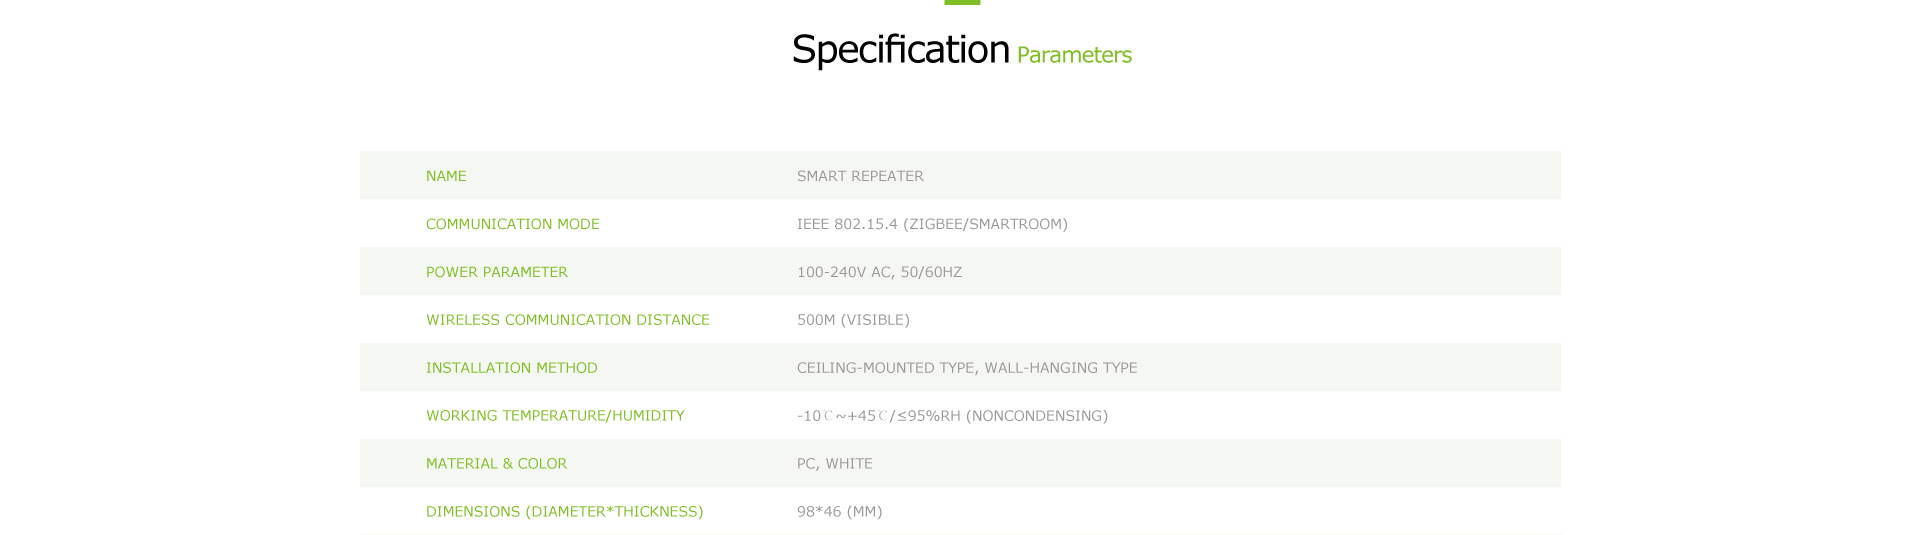 Specification Parameters
NAME SMART REPEATER
COMMUNICATION MODE IEEE 802.15.4 (ZIGBEE/SMARTROOM)
POWER PARAMETER 100-240V AC, 50/60HZ
WIRELESS COMMUNICATION DISTANCE 500M (VISIBLE)
INSTALLATION METHOD CEILING-MOUNTED TYPE, WALL-HANGING TYPE
WORKING TEMPERATURE/HUMIDITY -10℃~+45℃/≤95%RH (NONCONDENSING)
MATERIAL & COLOR PC, WHITE
DIMENSIONS (DIAMETER*THICKNESS) 98*46 (MM)